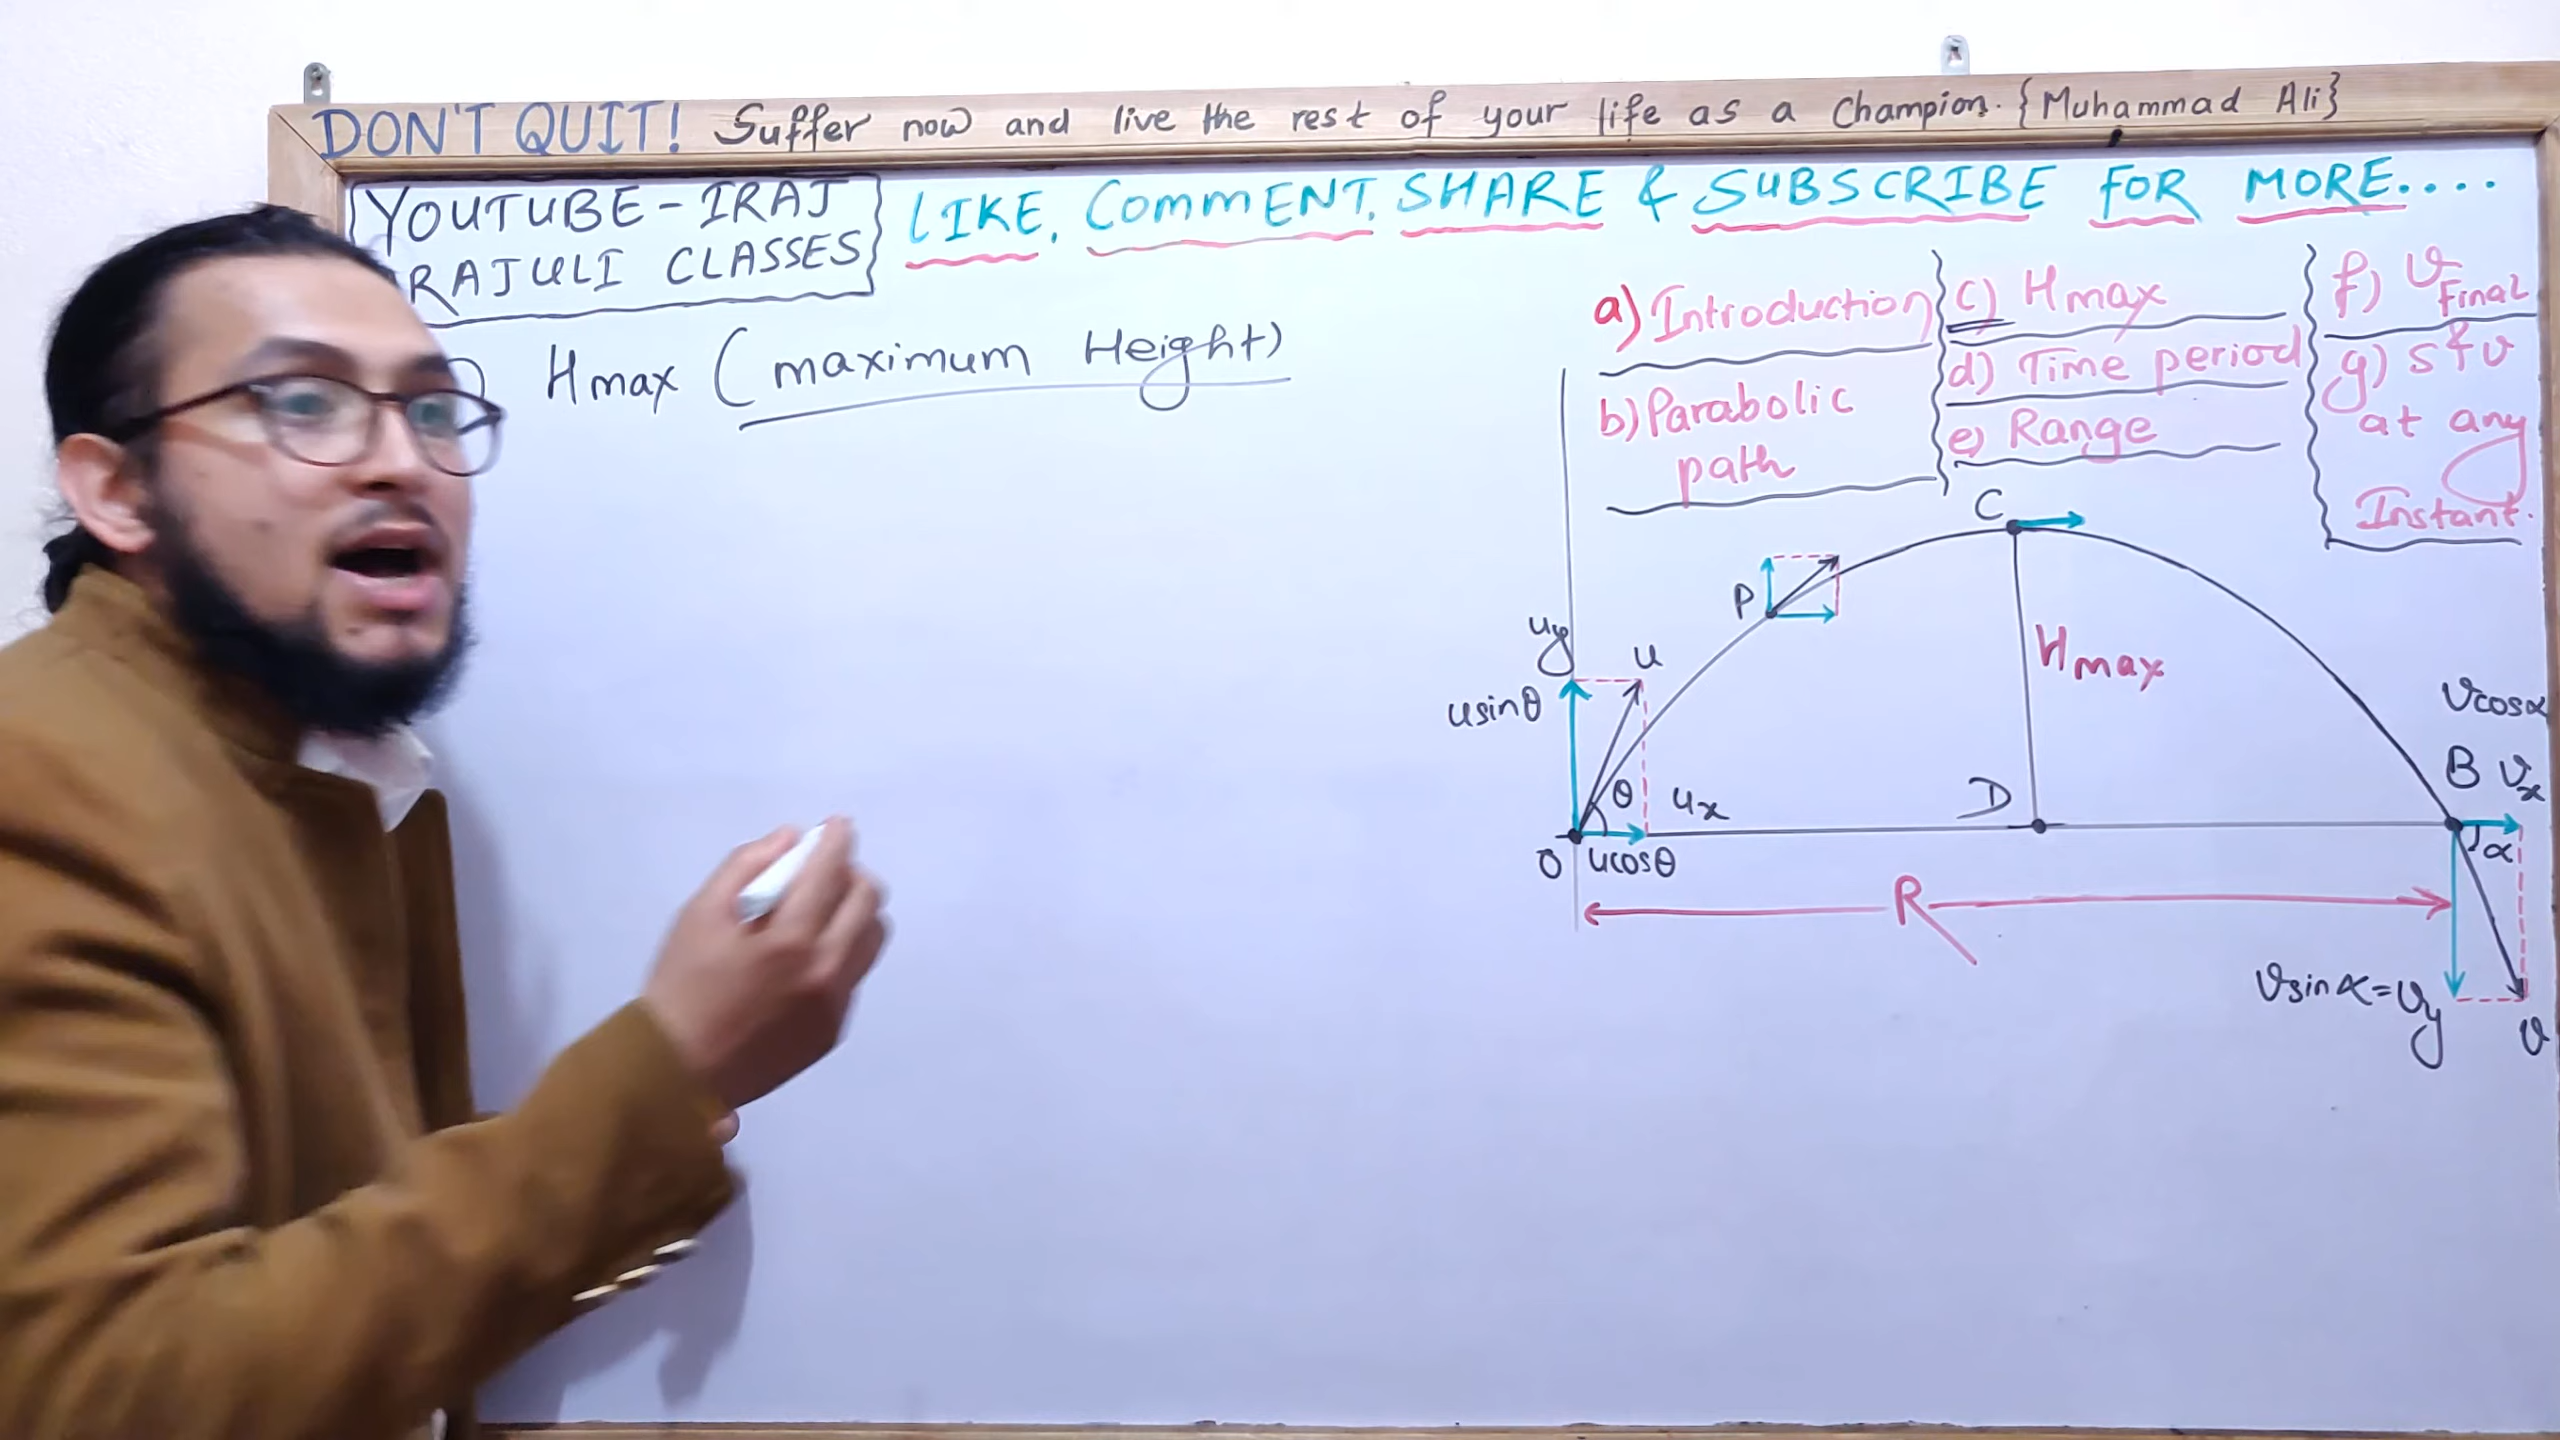 DON'T QUIT! Suffer now and live the rest of your life as a Champion. {Muhammad Ali}
YOUTUBE-IRAJ
RAJULI CLASSES
LIKE, COMMENT, SHARE & SUBSCRIBE FOR MORE....
Hmax (maximum Height)
a) Introduction
b) Parabolic
path
c) Hmax
d) Time period
e) Range
f) vFinal
g) s & v
at any
Instant.
C
P
uy
u
usinθ
Hmax
θ
ux
D
O
ucosθ
R
vcosα
B vx
α
vsinα=vy
v